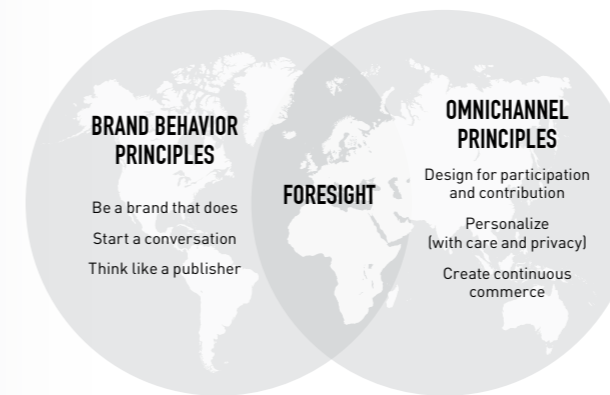 BRAND BEHAVIOR
PRINCIPLES
Be a brand that does
Start a conversation
Think like a publisher
FORESIGHT
OMNICHANNEL
PRINCIPLES
Design for participation
and contribution
Personalize
(with care and privacy)
Create continuous
commerce